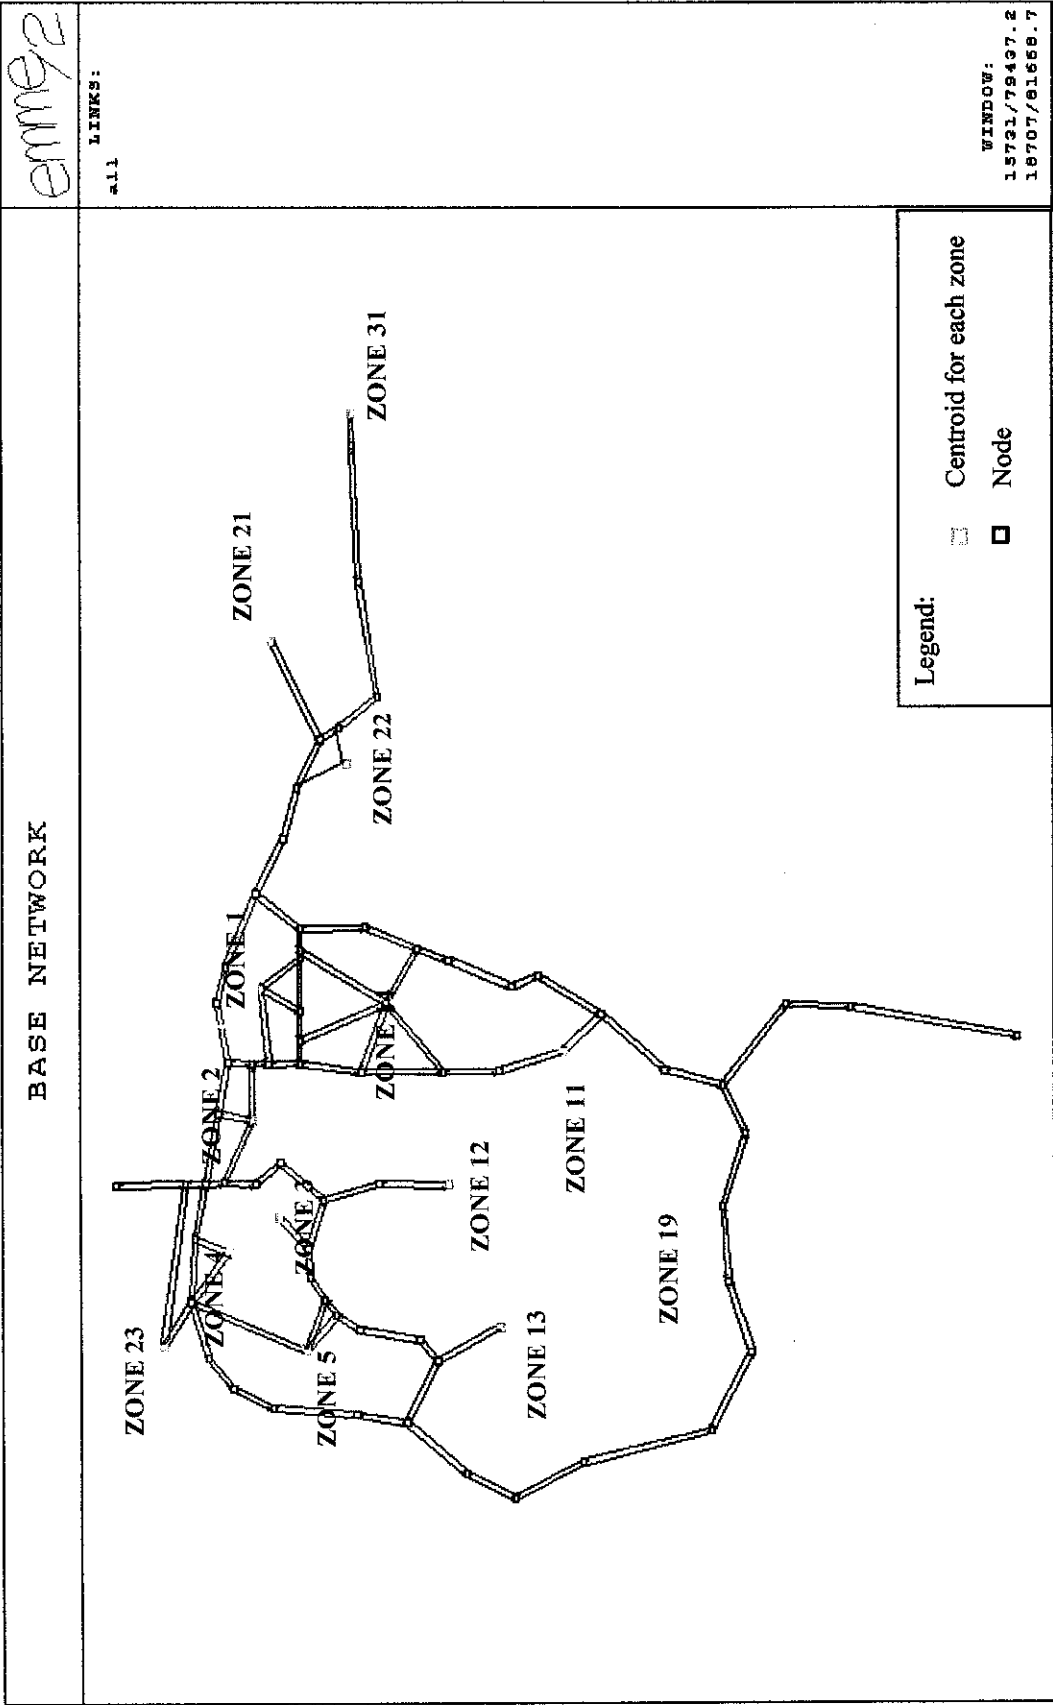 BASE NETWORK
emme/2
LINKS:
all
ZONE 23
ZONE 4
ZONE 2
ZONE 1
ZONE 21
ZONE 31
ZONE 5
ZONE 3
ZONE
ZONE 22
ZONE 13
ZONE 12
ZONE 11
ZONE 19
Legend:
Centroid for each zone
Node
WINDOW:
15721/79437.2
18707/81658.7